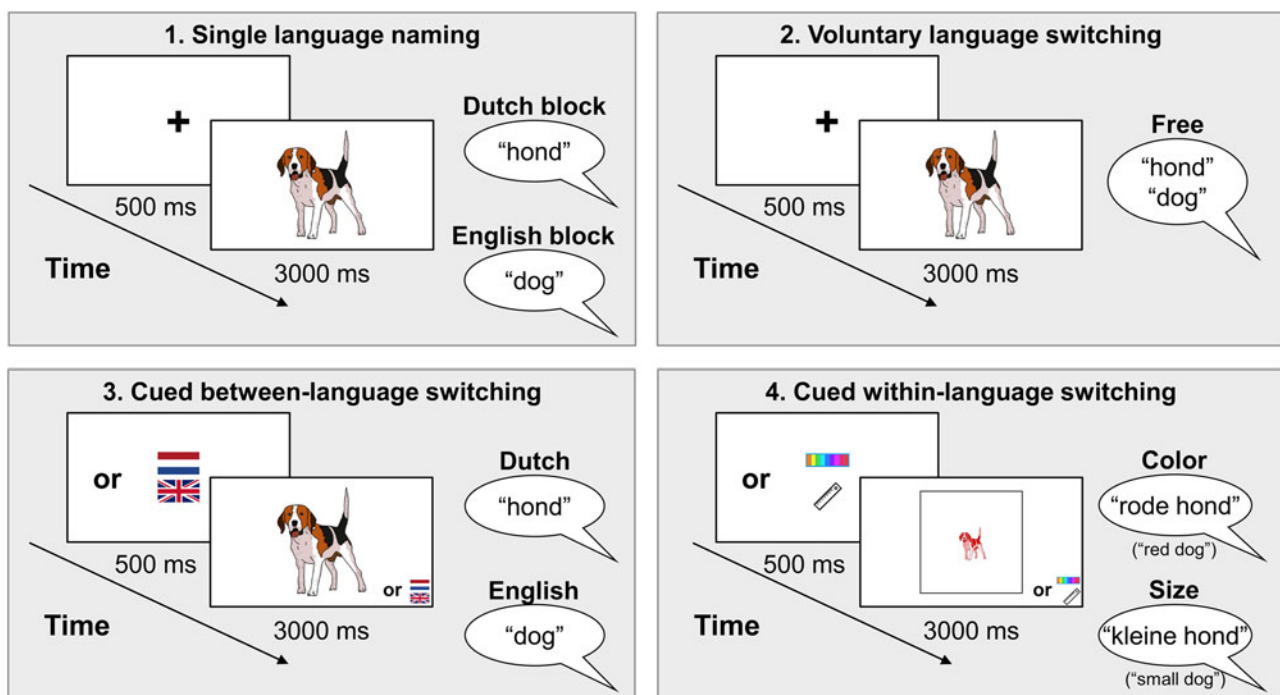 1. Single language naming
+
500 ms
3000 ms
Time
Dutch block
“hond”
English block
“dog”
2. Voluntary language switching
+
500 ms
3000 ms
Time
Free
“hond”
“dog”
3. Cued between-language switching
or
500 ms
or
3000 ms
Time
Dutch
“hond”
English
“dog”
4. Cued within-language switching
or
500 ms
or
3000 ms
Time
Color
“rode hond”
(“red dog”)
Size
“kleine hond”
(“small dog”)